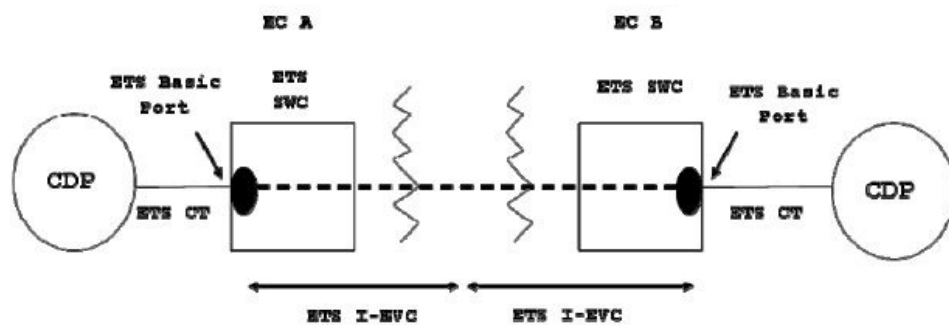 EC A
EC B
ETS Basic
Port
ETS
SWC
ETS SWC
ETS Basic
Port
CDP
ETS CT
ETS CT
CDP
ETS I-EVC
ETS I-EVC